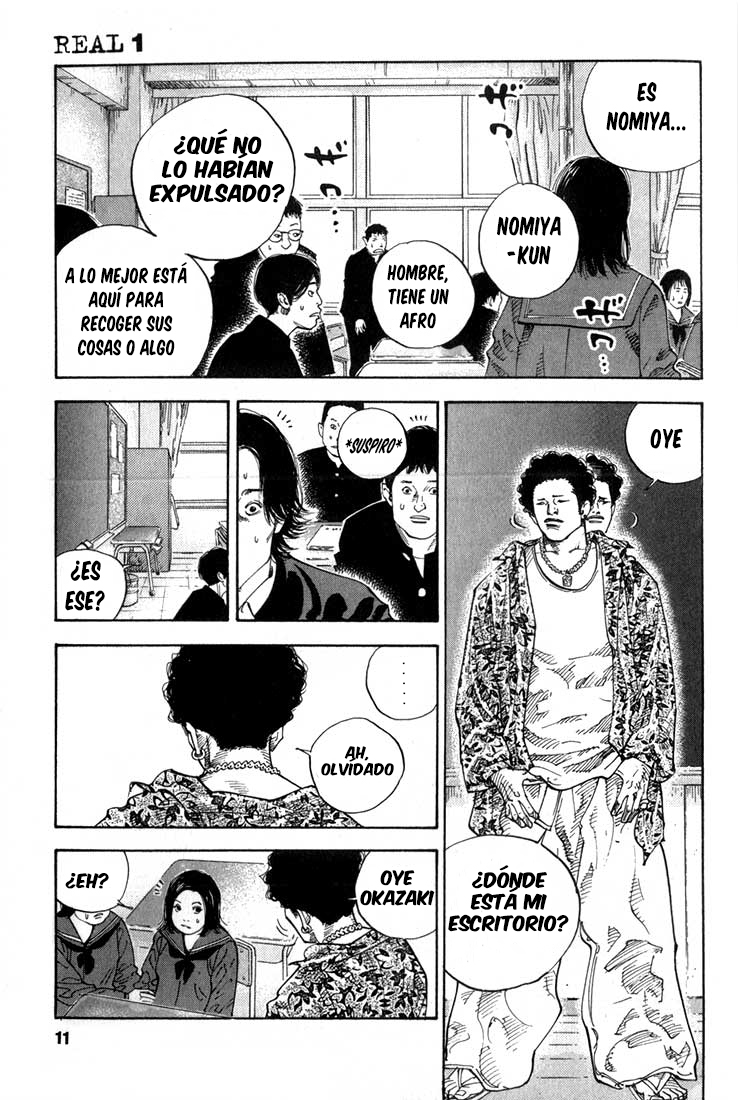 REAL 1
ES
NOMIYA...
NOMIYA
-KUN
¿QUÉ NO
LO HABÍAN
EXPULSADO?
HOMBRE,
TIENE UN
AFRO
A LO MEJOR ESTÁ
AQUÍ PARA
RECOGER SUS
COSAS O ALGO
OYE
¿DÓNDE
ESTÁ MI
ESCRITORIO?
*SUSPIRO*
¿ES
ESE?
......
AH,
OLVIDADO
OYE
OKAZAKI
¿EH?
11